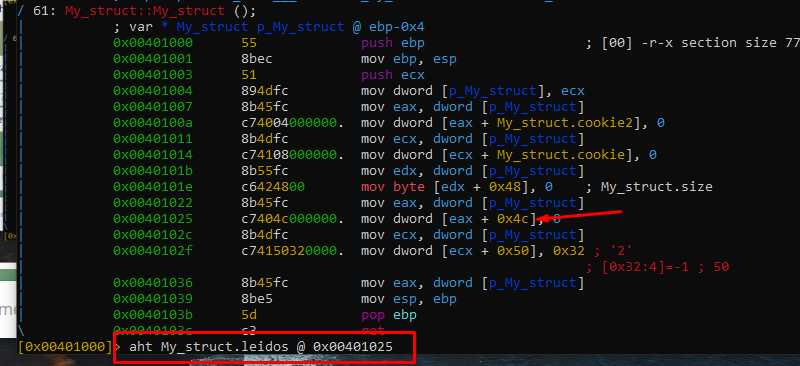 / 61: My_struct::My_struct ();
| ; var * My_struct p_My_struct @ ebp-0x4
| 0x00401000 55 push ebp ; [00] -r-x section size 77
| 0x00401001 8bec mov ebp, esp
| 0x00401003 51 push ecx
| 0x00401004 894dfc mov dword [p_My_struct], ecx
| 0x00401007 8b45fc mov eax, dword [p_My_struct]
| 0x0040100a c74004000000. mov dword [eax + My_struct.cookie2], 0
| 0x00401011 8b4dfc mov ecx, dword [p_My_struct]
| 0x00401014 c74108000000. mov dword [ecx + My_struct.cookie], 0
| 0x0040101b 8b55fc mov edx, dword [p_My_struct]
| 0x0040101e c6424800 mov byte [edx + 0x48], 0 ; My_struct.size
| 0x00401022 8b45fc mov eax, dword [p_My_struct]
| 0x00401025 c7404c000000. mov dword [eax + 0x4c], 0
| 0x0040102c 8b4dfc mov ecx, dword [p_My_struct]
| 0x0040102f c74150320000. mov dword [ecx + 0x50], 0x32 ; '2'
| ; [0x32:4]=-1 ; 50
| 0x00401036 8b45fc mov eax, dword [p_My_struct]
| 0x00401039 8be5 mov esp, ebp
| 0x0040103b 5d pop ebp
\ 0x0040103c c3 ret
[0x00401000]> aht My_struct.leidos @ 0x00401025